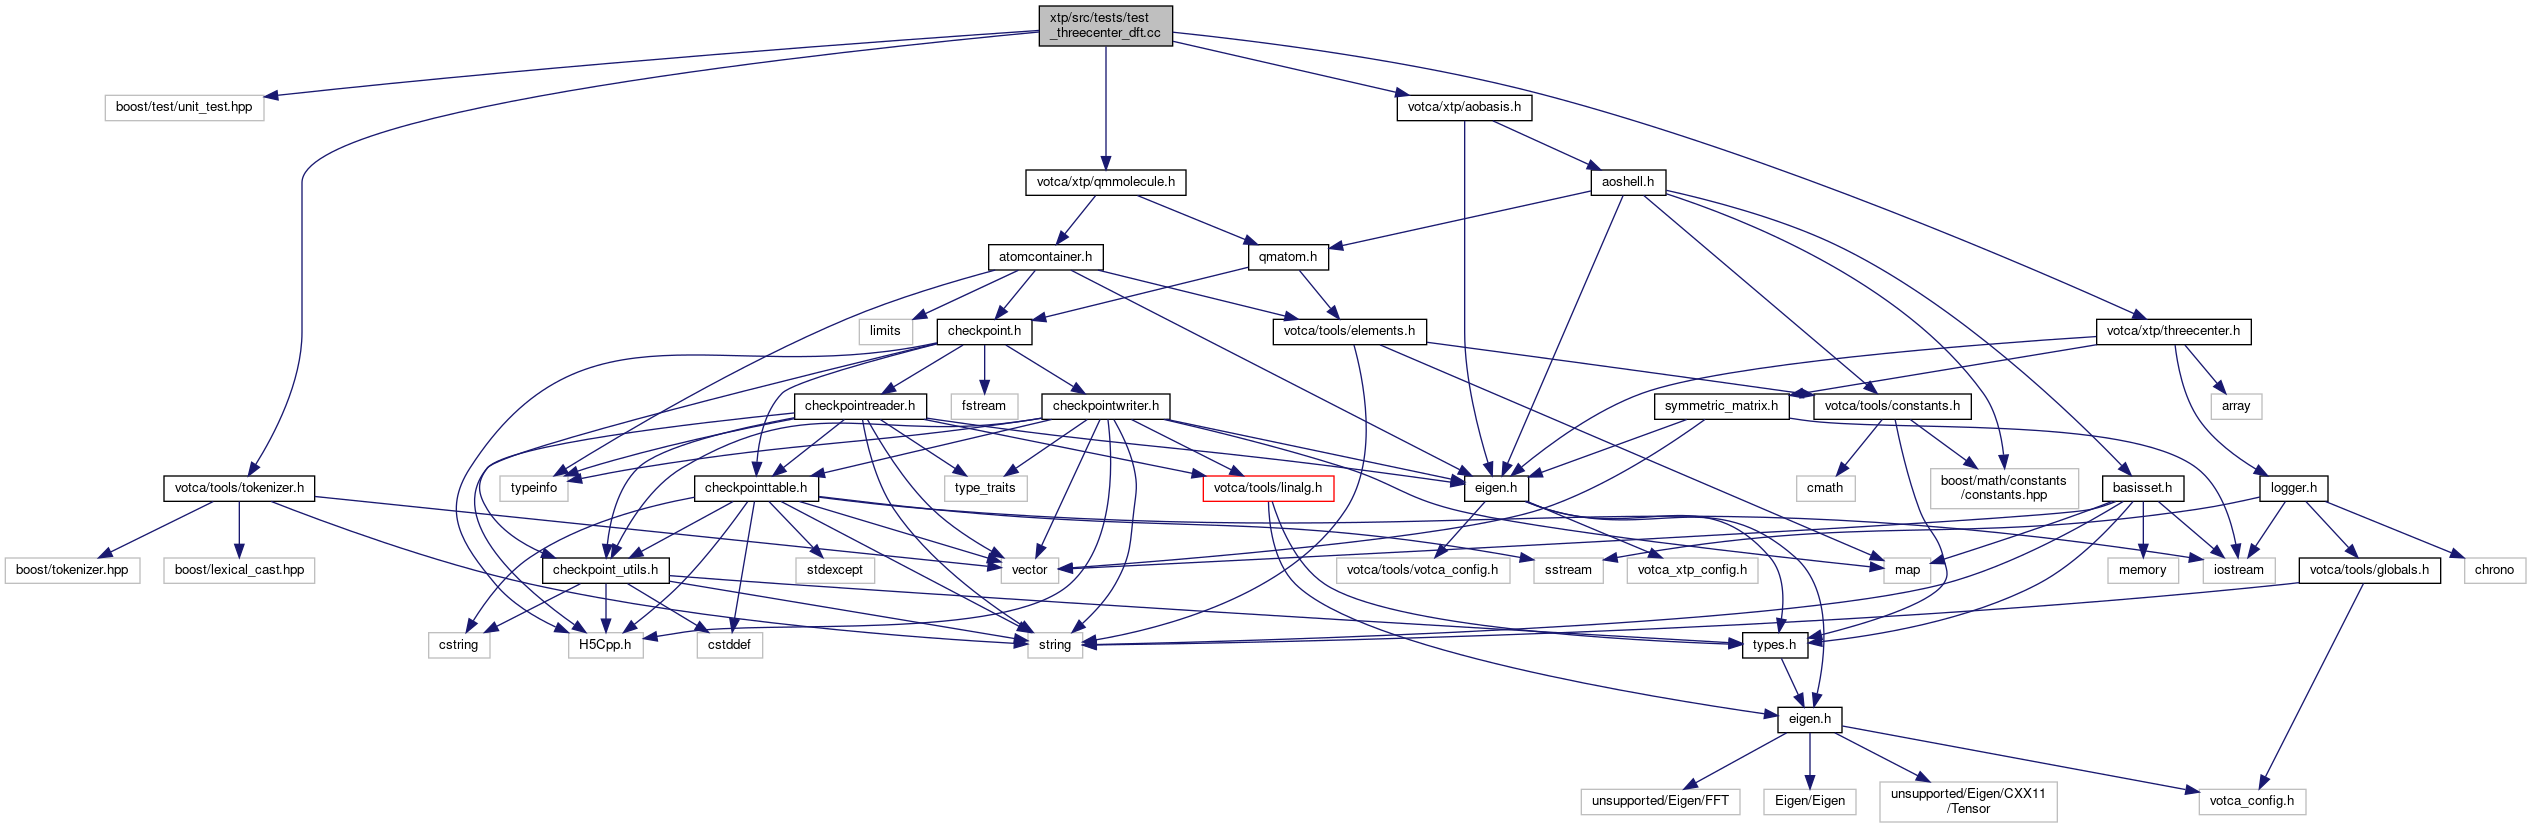 xtp/src/tests/test
_threecenter_dft.cc
boost/test/unit_test.hpp
votca/xtp/aobasis.h
votca/xtp/qmmolecule.h
aoshell.h
atomcontainer.h
qmatom.h
limits
checkpoint.h
votca/tools/elements.h
votca/xtp/threecenter.h
checkpointreader.h
fstream
checkpointwriter.h
symmetric_matrix.h
votca/tools/constants.h
array
votca/tools/tokenizer.h
typeinfo
checkpointtable.h
type_traits
votca/tools/linalg.h
eigen.h
cmath
boost/math/constants
/constants.hpp
basisset.h
logger.h
boost/tokenizer.hpp
boost/lexical_cast.hpp
checkpoint_utils.h
stdexcept
sstream
vector
votca/tools/votca_config.h
votca_xtp_config.h
map
memory
iostream
votca/tools/globals.h
chrono
cstring
H5Cpp.h
cstddef
string
types.h
eigen.h
unsupported/Eigen/FFT
Eigen/Eigen
unsupported/Eigen/CXX11
/Tensor
votca_config.h